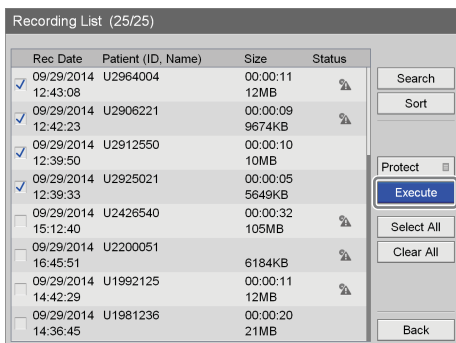 Recording List (25/25)
Rec Date Patient (ID, Name) Size Status
09/29/2014 U2964004 00:00:11
12:43:08 12MB
09/29/2014 U2906221 00:00:09
12:42:23 9674KB
09/29/2014 U2912550 00:00:10
12:39:50 10MB
09/29/2014 U2925021 00:00:05
12:39:33 5649KB
09/29/2014 U2426540 00:00:32
15:12:40 105MB
09/29/2014 U2200051
16:45:51 6184KB
09/29/2014 U1992125 00:00:11
14:42:29 12MB
09/29/2014 U1981236 00:00:20
14:36:45 21MB
Search
Sort
Protect
Execute
Select All
Clear All
Back